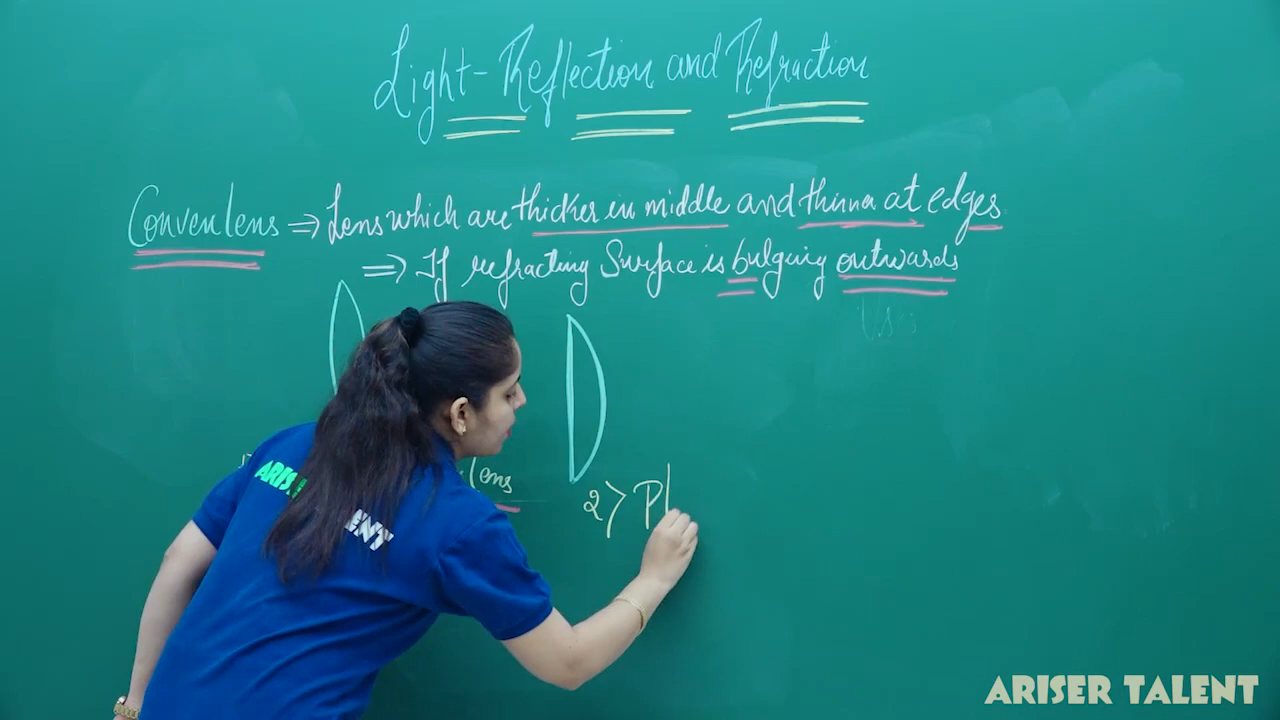 Light-Reflection and Refraction
Convex lens ⇒ Lens which are thicker in middle and thinner at edges
⇒ If refracting Surface is bulging outwards
lens
2> Pl
ARISER TALENT